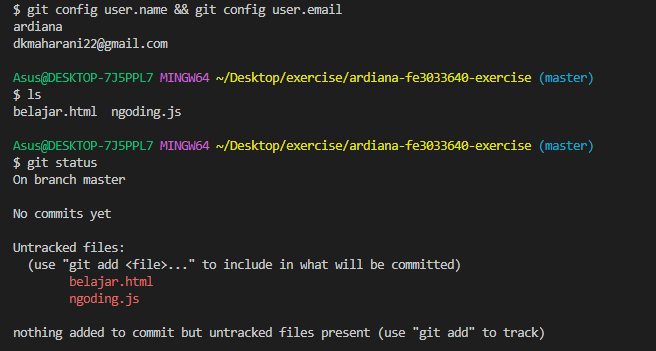 $ git config user.name && git config user.email
ardiana
dkmaharani22@gmail.com
Asus@DESKTOP-7J5PPL7 MINGW64 ~/Desktop/exercise/ardiana-fe3033640-exercise (master)
$ ls
belajar.html  ngoding.js
Asus@DESKTOP-7J5PPL7 MINGW64 ~/Desktop/exercise/ardiana-fe3033640-exercise (master)
$ git status
On branch master
No commits yet
Untracked files:
  (use "git add <file>..." to include in what will be committed)
        belajar.html
        ngoding.js
nothing added to commit but untracked files present (use "git add" to track)